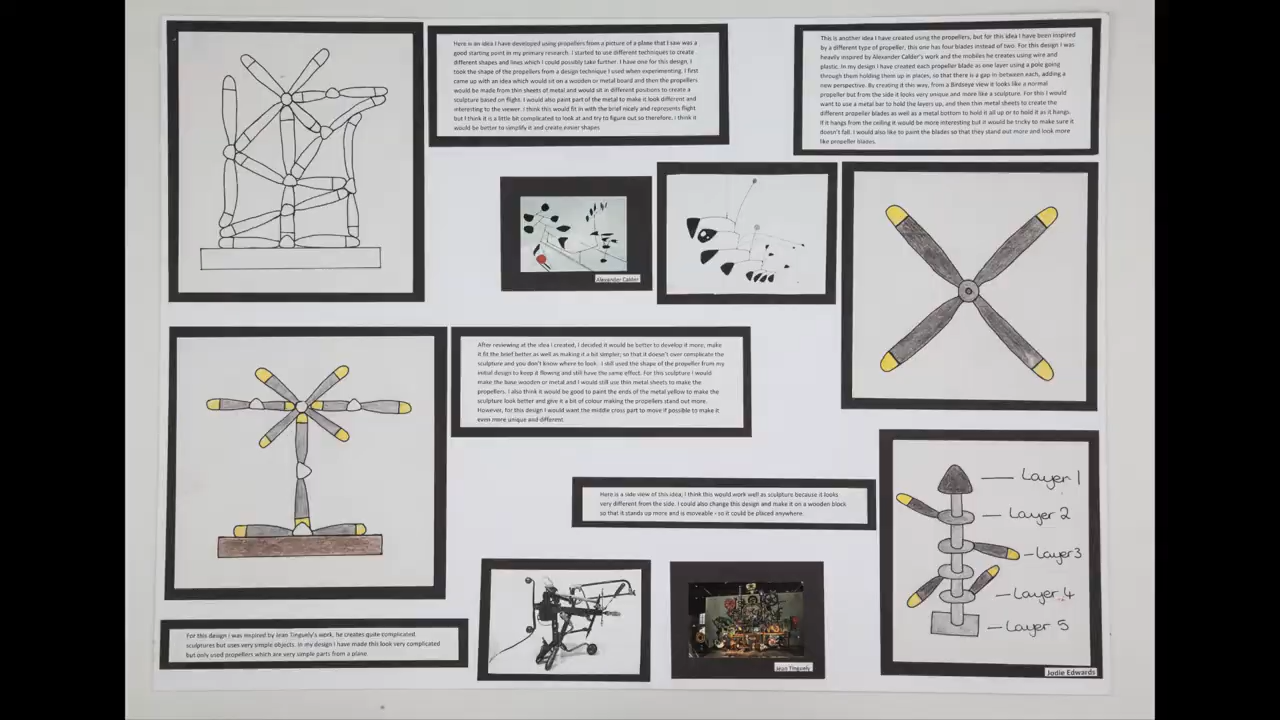 Here is an idea I have developed using propellers from a picture of a plane that I saw was a
good starting point in my primary research. I started to use different techniques to create
different shapes and lines which I could possibly take further. I have one for this design, I
took the shape of the propellers from a design technique I used when experimenting. I first
came up with an idea which would sit on a wooden or metal board and then the propellers
would be made from thin sheets of metal and would sit in different positions to create a
sculpture based on flight. I would also paint part of the metal to make it look different and
interesting to the viewer. I think this would fit in with the brief nicely and represents flight
but I think it is a little bit complicated to look at and try to figure out so therefore, I think it
would be better to simplify it and create easier shapes
This is another idea I have created using the propellers, but for this idea I have been inspired
by a different type of propeller, this one has four blades instead of two. For this design I was
heavily inspired by Alexander Calder's work and the mobiles he creates using wire and
plastic. In my design I have created each propeller blade as one layer using a pole going
through them holding them up in places, so that there is a gap in between each, adding a
new perspective. By creating it this way, from a Birdseye view it looks like a normal
propeller but from the side it looks very unique and more like a sculpture. For this I would
want to use a metal bar to hold the layers up, and then thin metal sheets to create the
different propeller blades as well as a metal bottom to hold it all up or to hold it as it hangs.
If it hangs from the ceiling it would be more interesting but it would be tricky to make sure it
doesn't fall. I would also like to paint the blades so that they stand out more and look more
like propeller blades.
Alexander Calder
After reviewing at the idea I created, I decided it would be better to develop it more, make
it fit the brief better as well as making it a bit simpler, so that it doesn't over complicate the
sculpture and you don't know where to look. I still used the shape of the propeller from my
initial design to keep it flowing and still have the same effect. For this sculpture I would
make the base wooden or metal and I would still use thin metal sheets to make the
propellers. I also think it would be good to paint the ends of the metal yellow to make the
sculpture look better and give it a bit of colour making the propellers stand out more.
However, for this design I would want the middle cross part to move if possible to make it
even more unique and different.
Here is a side view of this idea, I think this would work well as sculpture because it looks
very different from the side. I could also change this design and make it on a wooden block
so that it stands up more and is moveable - so it could be placed anywhere.
Layer 1
Layer 2
Layer 3
Layer 4
Layer 5
For this design I was inspired by Jean Tinguely's work, he creates quite complicated
sculptures but uses very simple objects. In my design I have made this look very complicated
but only used propellers which are very simple parts from a plane.
Jean Tinguely
Jodie Edwards